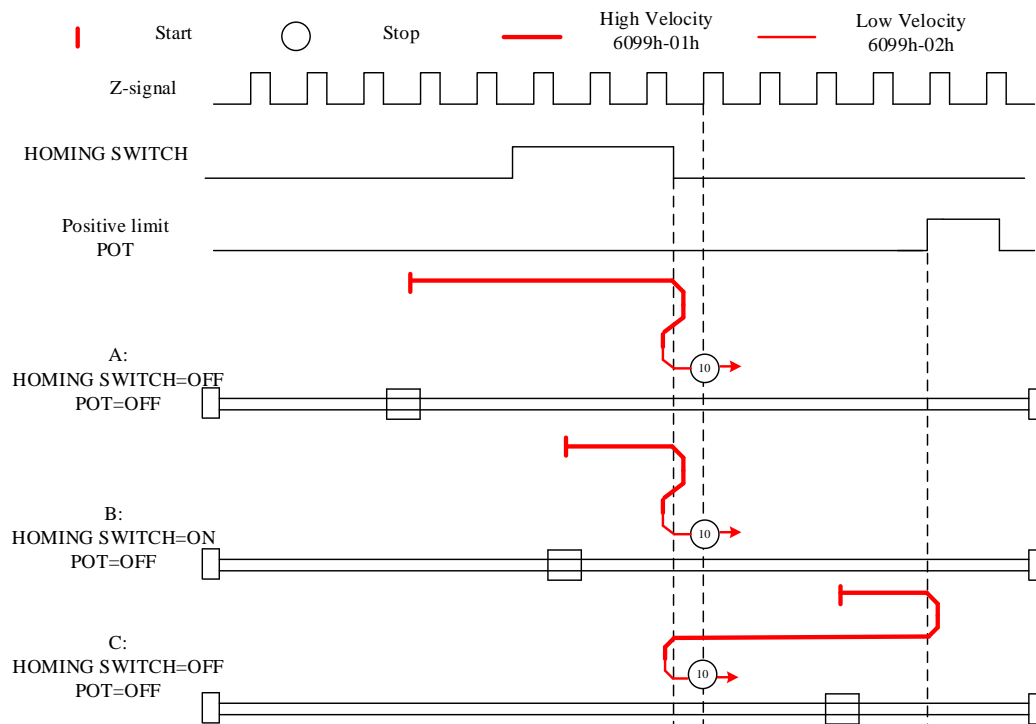 Start
Stop
High Velocity
6099h-01h
Low Velocity
6099h-02h
Z-signal
HOMING SWITCH
Positive limit
POT
A:
HOMING SWITCH=OFF
POT=OFF
10
B:
HOMING SWITCH=ON
POT=OFF
10
C:
HOMING SWITCH=OFF
POT=OFF
10